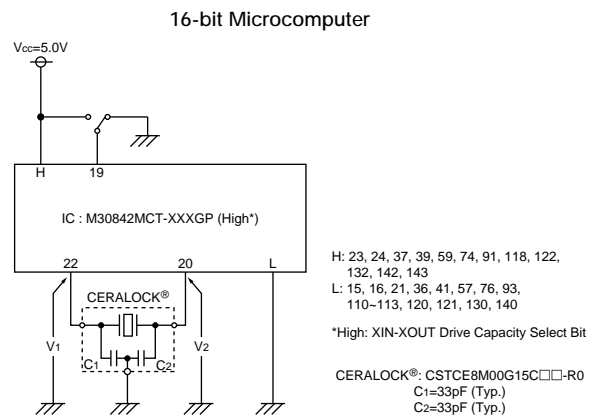 16-bit Microcomputer
Vcc=5.0V
H 19
IC : M30842MCT-XXXGP (High*)
22 20 L
CERALOCK®
V1 V2
C1 C2
H: 23, 24, 37, 39, 59, 74, 91, 118, 122,
132, 142, 143
L: 15, 16, 21, 36, 41, 57, 76, 93,
110~113, 120, 121, 130, 140
*High: XIN-XOUT Drive Capacity Select Bit
CERALOCK®: CSTCE8M00G15C□□-R0
C1=33pF (Typ.)
C2=33pF (Typ.)